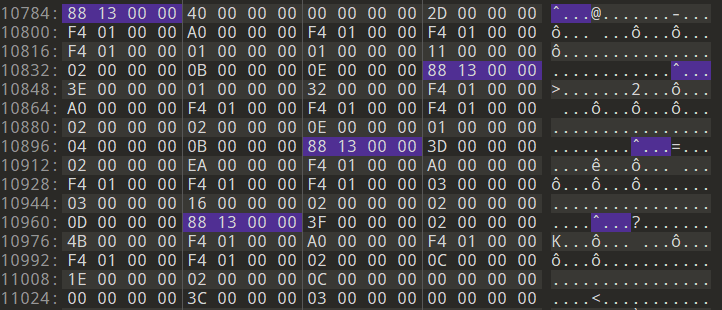 10784: 88 13 00 00 40 00 00 00 00 00 00 00 2D 00 00 00 ˆ...@.......-...
10800: F4 01 00 00 A0 00 00 00 F4 01 00 00 F4 01 00 00 ô... ...ô...ô...
10816: F4 01 00 00 01 00 00 00 01 00 00 00 11 00 00 00 ô...............
10832: 02 00 00 00 0B 00 00 00 0E 00 00 00 88 13 00 00 ............ˆ...
10848: 3E 00 00 00 01 00 00 00 32 00 00 00 F4 01 00 00 >.......2...ô...
10864: A0 00 00 00 F4 01 00 00 F4 01 00 00 F4 01 00 00  ...ô...ô...ô...
10880: 02 00 00 00 02 00 00 00 0E 00 00 00 01 00 00 00 ................
10896: 04 00 00 00 0B 00 00 00 88 13 00 00 3D 00 00 00 ........ˆ...=...
10912: 02 00 00 00 EA 00 00 00 F4 01 00 00 A0 00 00 00 ....ê...ô... ...
10928: F4 01 00 00 F4 01 00 00 F4 01 00 00 03 00 00 00 ô...ô...ô.......
10944: 03 00 00 00 16 00 00 00 02 00 00 00 02 00 00 00 ................
10960: 0D 00 00 00 88 13 00 00 3F 00 00 00 02 00 00 00 ....ˆ...?.......
10976: 4B 00 00 00 F4 01 00 00 A0 00 00 00 F4 01 00 00 K...ô... ...ô...
10992: F4 01 00 00 F4 01 00 00 02 00 00 00 0C 00 00 00 ô...ô...........
11008: 1E 00 00 00 02 00 00 00 0C 00 00 00 00 00 00 00 ................
11024: 00 00 00 00 3C 00 00 00 03 00 00 00 00 00 00 00 ....<...........